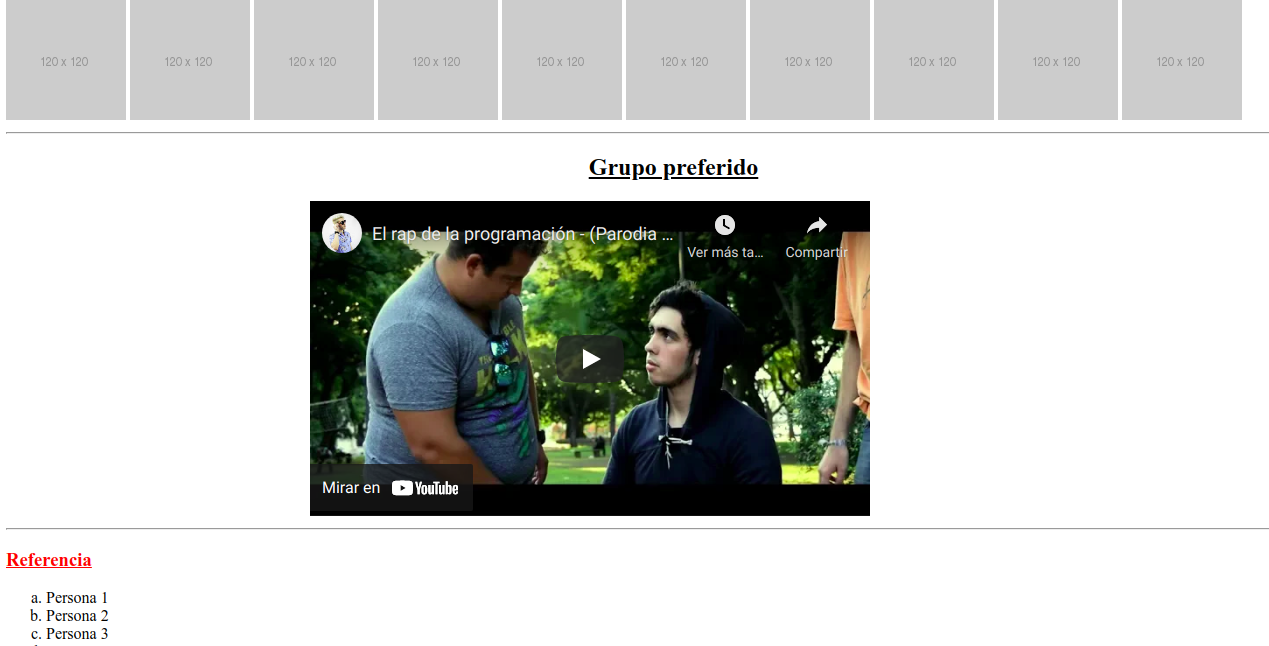 120 x 120 120 x 120 120 x 120 120 x 120 120 x 120 120 x 120 120 x 120 120 x 120 120 x 120 120 x 120
Grupo preferido
El rap de la programación - (Parodia ...
Ver más ta...
Compartir
Mirar en YouTube
Referencia
a. Persona 1
b. Persona 2
c. Persona 3